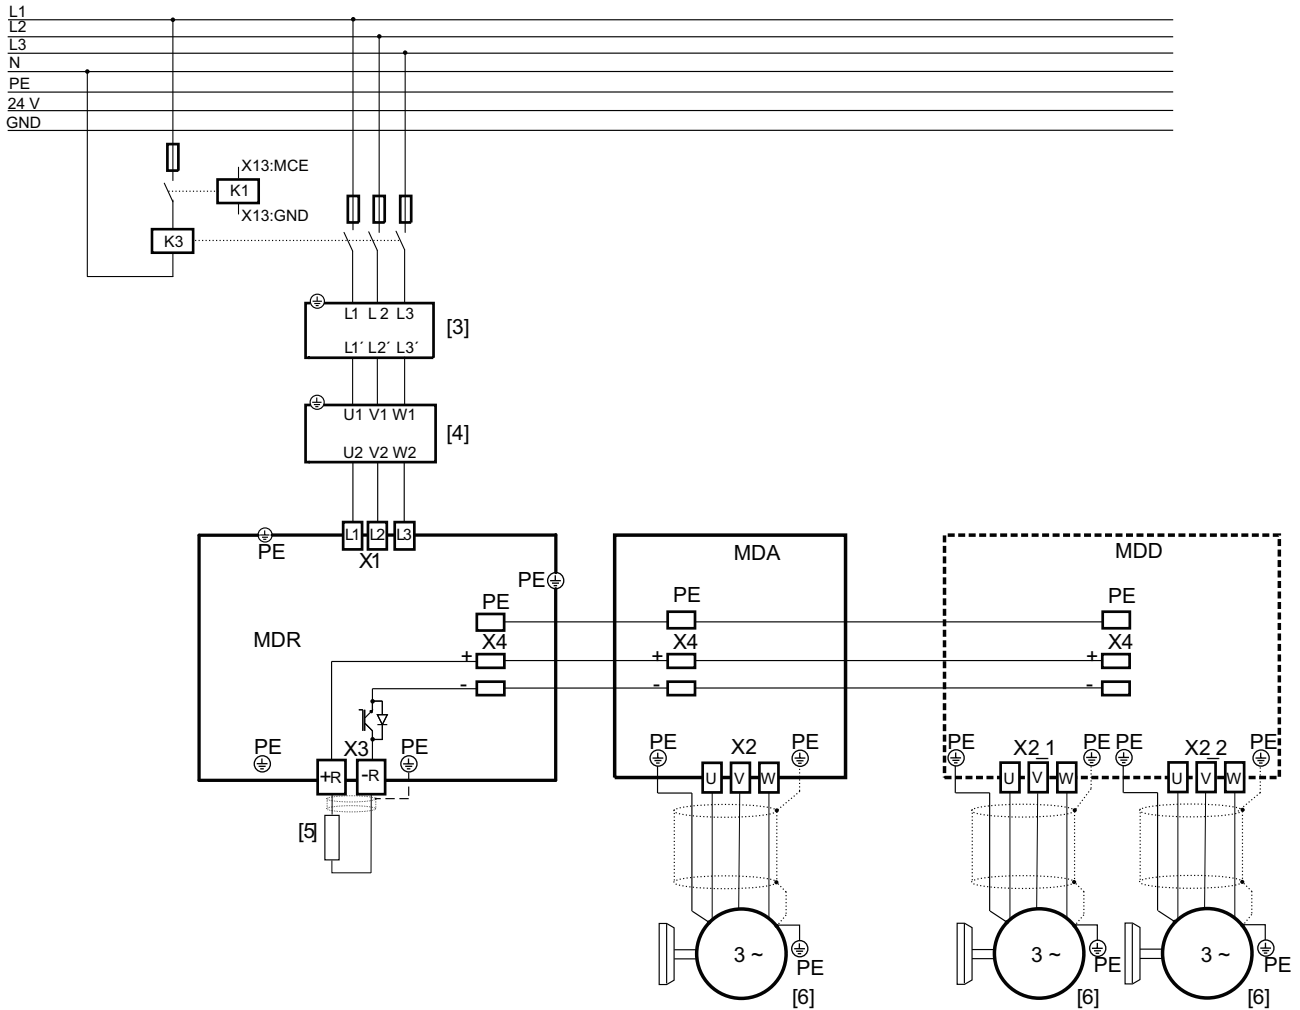 L1
L2
L3
N
PE
24 V
GND
X13:MCE
K1
X13:GND
K3
L1 L 2 L3
[3]
L1´ L2´ L3´
U1 V1 W1
[4]
U2 V2 W2
L1 L2 L3
X1
PE
PE
MDR
PE
X4
+
-
PE
X3
PE
+R
-R
[5]
MDA
PE
X4
+
-
PE
X2
PE
U V W
3 ~
PE
[6]
MDD
PE
X4
+
-
PE
X2_1
PE
U V W
3 ~
PE
[6]
PE
X2_2
PE
U V W
3 ~
PE
[6]